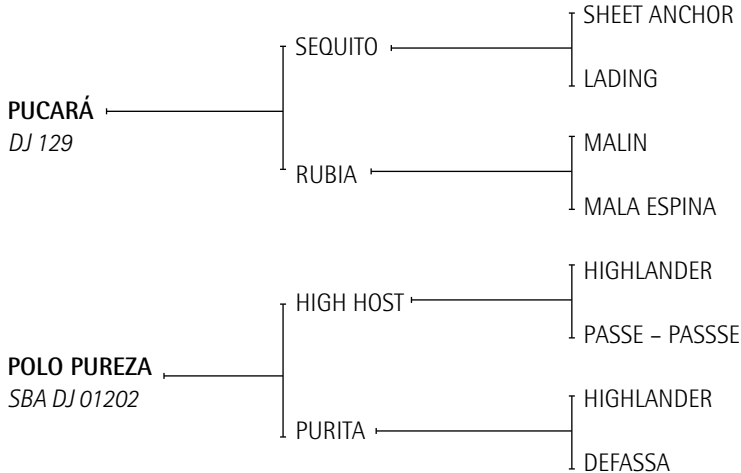 SHEET ANCHOR
SEQUITO
LADING
PUCARÁ
DJ 129
MALIN
RUBIA
MALA ESPINA
HIGHLANDER
HIGH HOST
PASSE – PASSSE
POLO PUREZA
SBA DJ 01202
HIGHLANDER
PURITA
DEFASSA